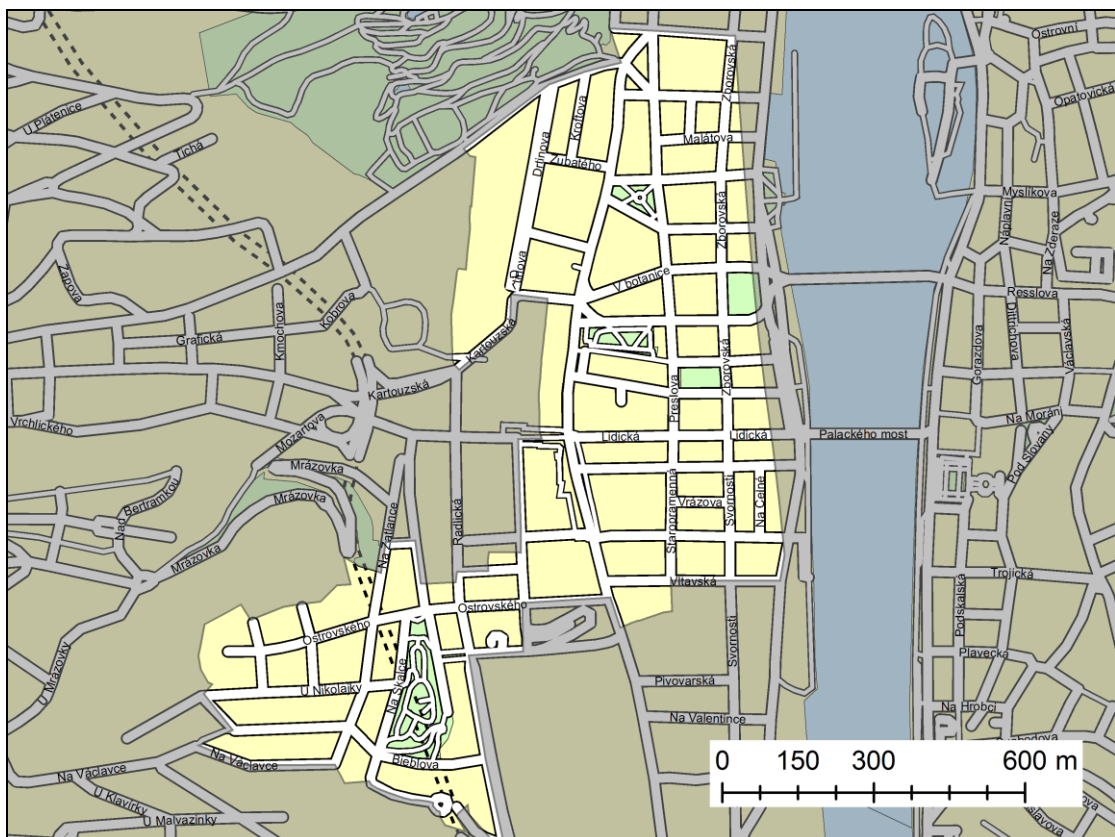 Ostrovní
Zborovská
Opatovická
U Plátenice
Kroftova
Tichá
Malátova
Drtinova
Zubatého
Myslíkova
Náplavní
Na Zderaze
Zborovská
Zapova
V botanice
Resslova
Kmochova
Kobrova
Kartouzská
Grafická
Dittrichova
Gorazdova
Václavská
Kartouzská
Preslova
Zborovská
Vrchlického
Mozartova
Na Moráni
Lidická
Lidická
Palackého most
Pod Slovany
Mrázovka
Mrázovka
Nad Bertramkou
Na Zatlance
Radlická
Staropramenná
Vrázova
Svornosti
Na Celné
Mrázovka
Vltavská
Trojická
Ostrovského
Podskalská
Ostrovského
Svornosti
Plavecká
U Mrázovky
U Nikolajky
Na Skalce
Pivovarská
Na Hrobci
Na Valentince
Na Václavce
Bieblova
Na Václavce
0 150 300 600 m
U Klavírky
U Malvazinky